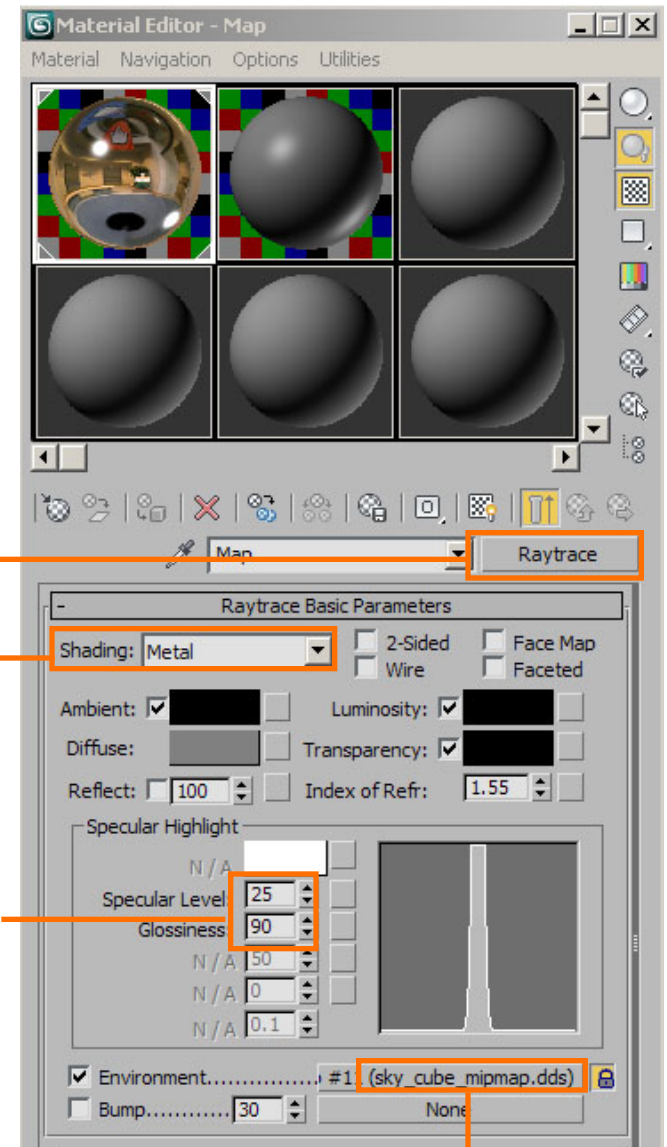 Material Editor - Map
Material Navigation Options Utilities
Map Raytrace
- Raytrace Basic Parameters
Shading: Metal 2-Sided Face Map
Wire Faceted
Ambient: Luminosity:
Diffuse: Transparency:
Reflect: 100 Index of Refr: 1.55
Specular Highlight
N/A
Specular Level: 25
Glossiness: 90
N/A 50
N/A 0
N/A 0.1
Environment................ #1 (sky_cube_mipmap.dds)
Bump............ 30 None